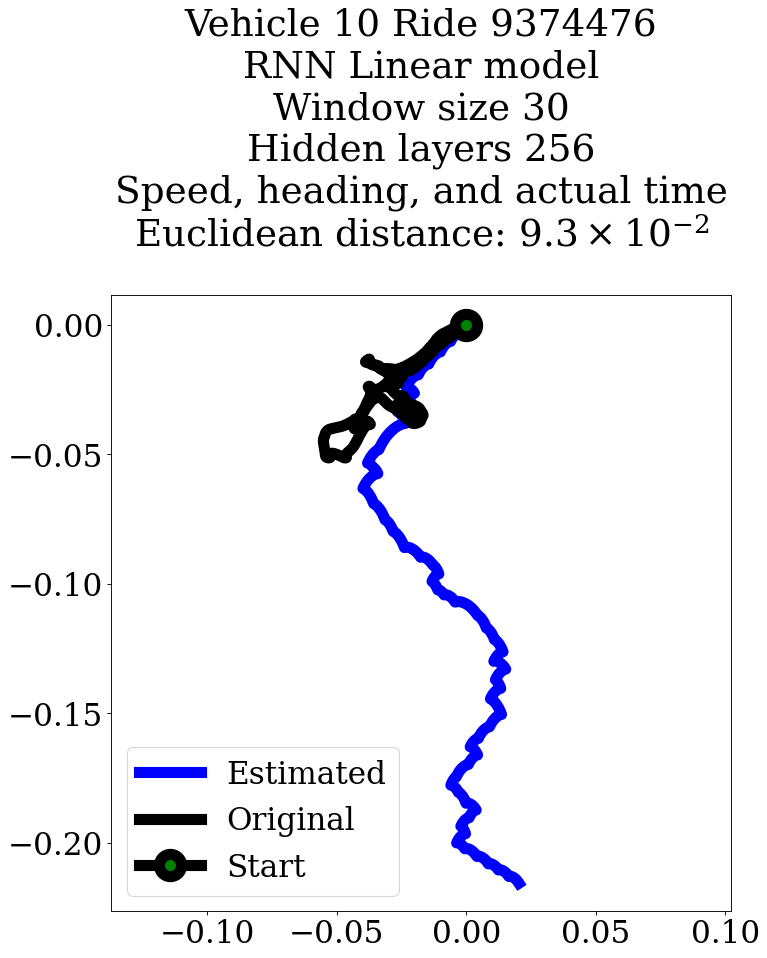 Vehicle 10 Ride 9374476
RNN Linear model
Window size 30
Hidden layers 256
Speed, heading, and actual time
Euclidean distance: 9.3 × 10⁻²
0.00
−0.05
−0.10
−0.15
−0.20
Estimated
Original
Start
−0.10 −0.05 0.00 0.05 0.10